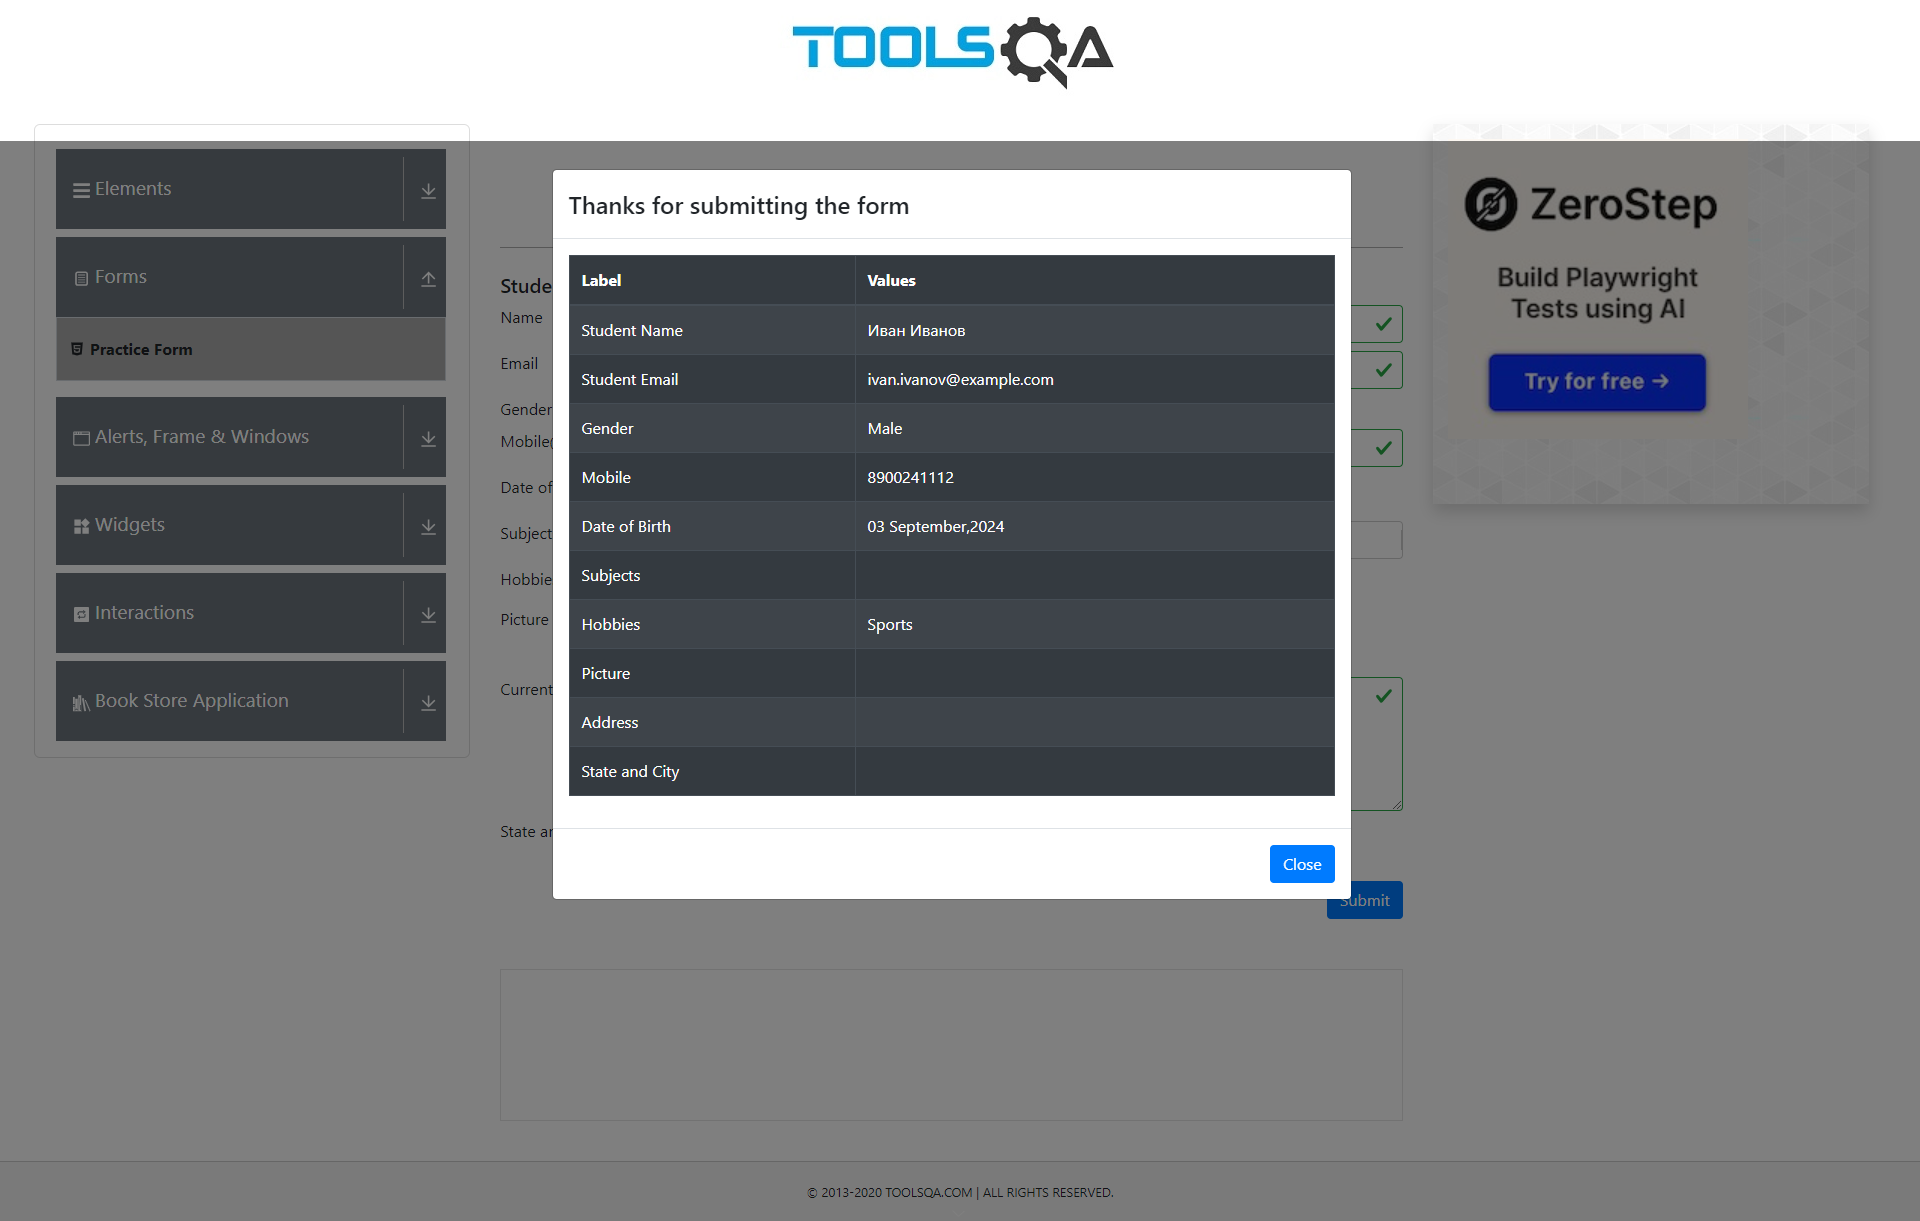 TOOLSQA
Elements
Forms
Practice Form
Alerts, Frame & Windows
Widgets
Interactions
Book Store Application
Stude
Name
Email
Gender
Mobile(
Date of
Subject
Hobbie
Picture
Current
State ar
Thanks for submitting the form
Label Values
Student Name Иван Иванов
Student Email ivan.ivanov@example.com
Gender Male
Mobile 8900241112
Date of Birth 03 September,2024
Subjects
Hobbies Sports
Picture
Address
State and City
Close
Submit
ZeroStep
Build Playwright
Tests using AI
Try for free →
© 2013-2020 TOOLSQA.COM | ALL RIGHTS RESERVED.